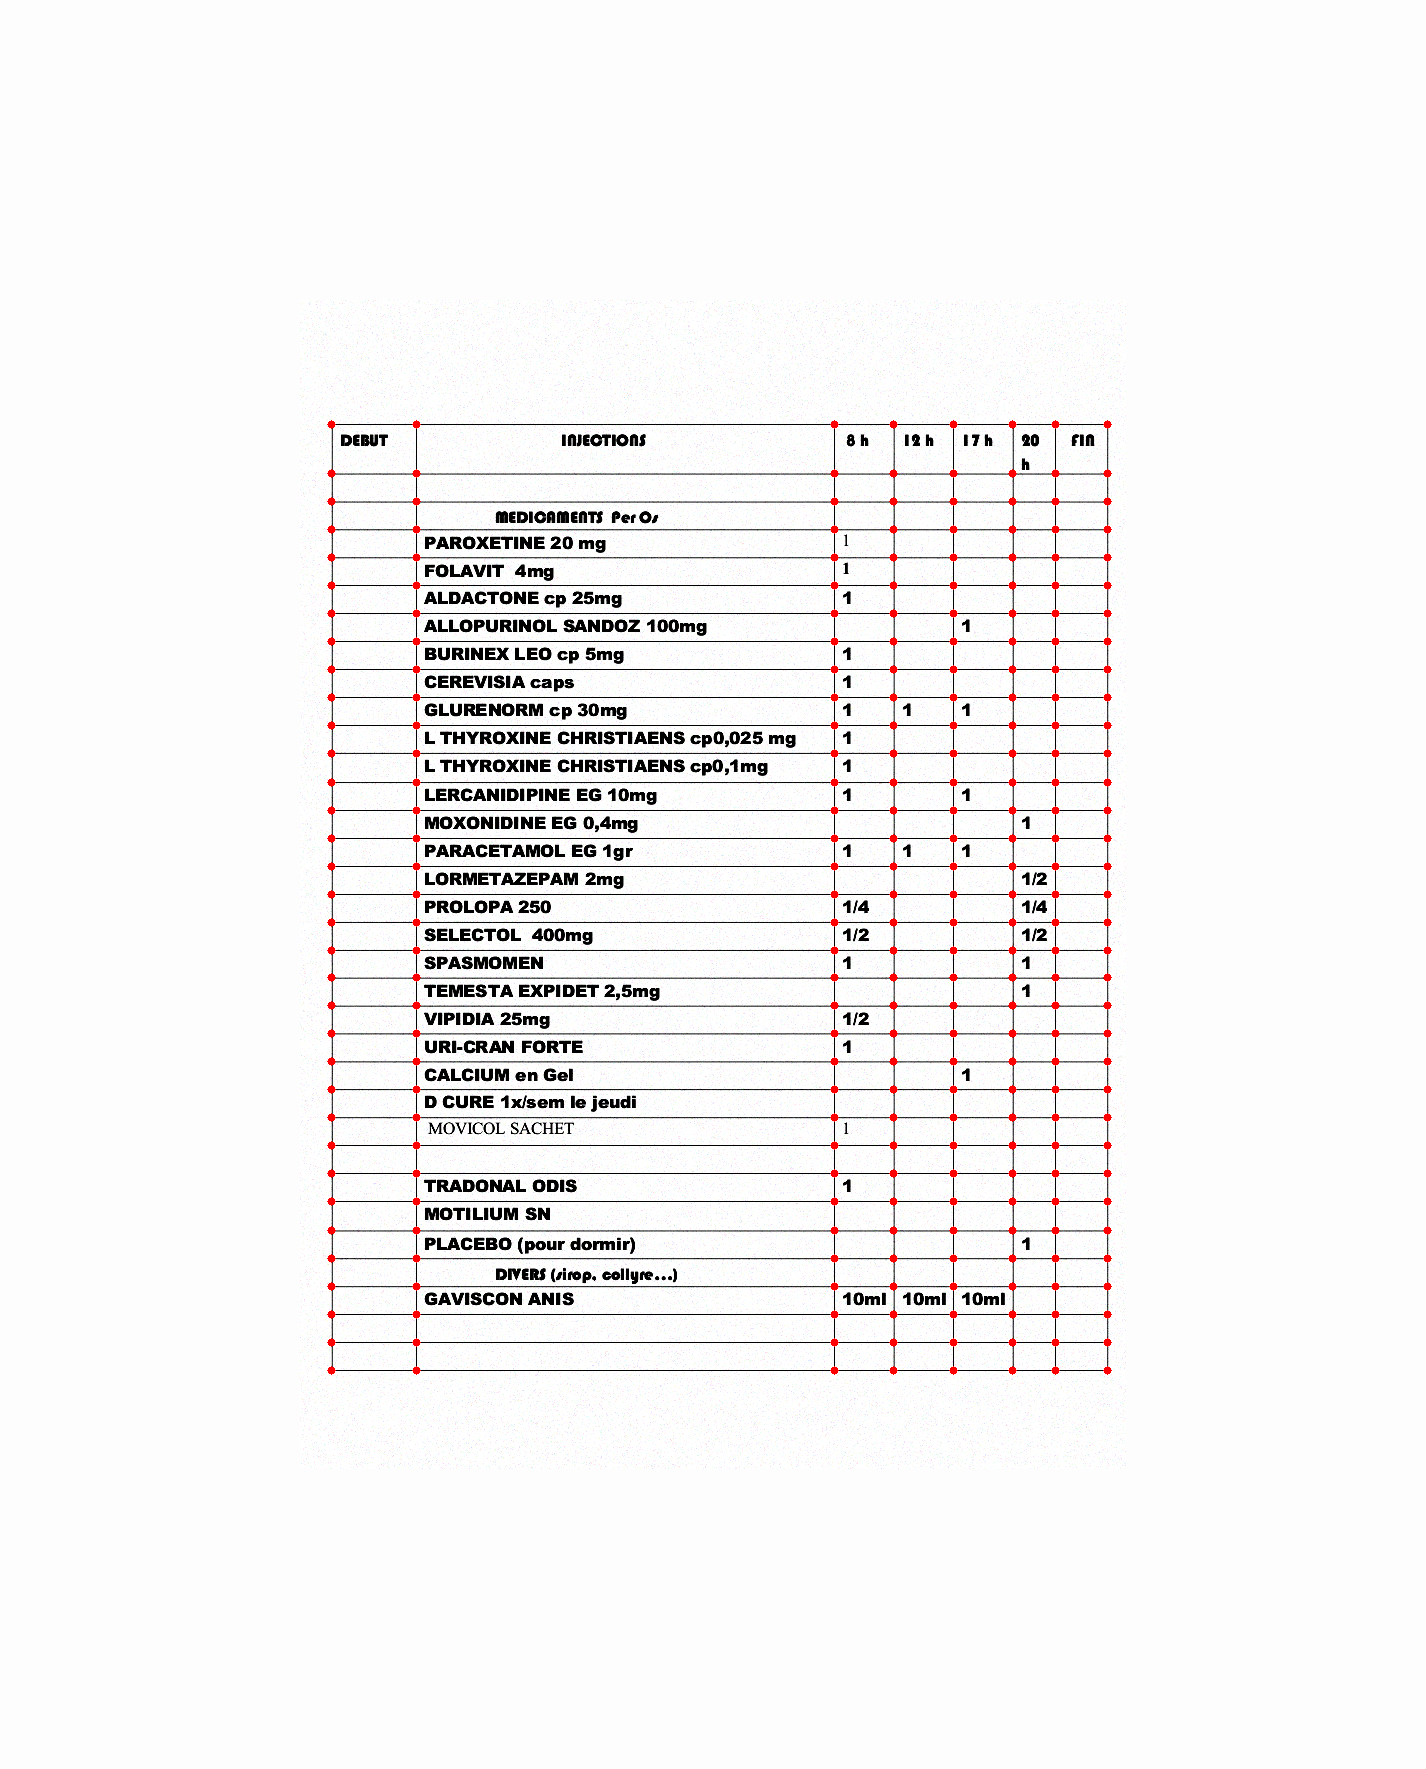 DEBUT INJECTIONS 8 h 12 h 17 h 20 h FIN
MEDICAMENTS Per Os
PAROXETINE 20 mg 1
FOLAVIT 4mg 1
ALDACTONE cp 25mg 1
ALLOPURINOL SANDOZ 100mg 1
BURINEX LEO cp 5mg 1
CEREVISIA caps 1
GLURENORM cp 30mg 1 1 1
L THYROXINE CHRISTIAENS cp0,025 mg 1
L THYROXINE CHRISTIAENS cp0,1mg 1
LERCANIDIPINE EG 10mg 1 1
MOXONIDINE EG 0,4mg 1
PARACETAMOL EG 1gr 1 1 1
LORMETAZEPAM 2mg 1/2
PROLOPA 250 1/4 1/4
SELECTOL 400mg 1/2 1/2
SPASMOMEN 1 1
TEMESTA EXPIDET 2,5mg 1
VIPIDIA 25mg 1/2
URI-CRAN FORTE 1
CALCIUM en Gel 1
D CURE 1x/sem le jeudi
MOVICOL SACHET 1
TRADONAL ODIS 1
MOTILIUM SN
PLACEBO (pour dormir) 1
DIVERS (sirop, collyre...)
GAVISCON ANIS 10ml 10ml 10ml